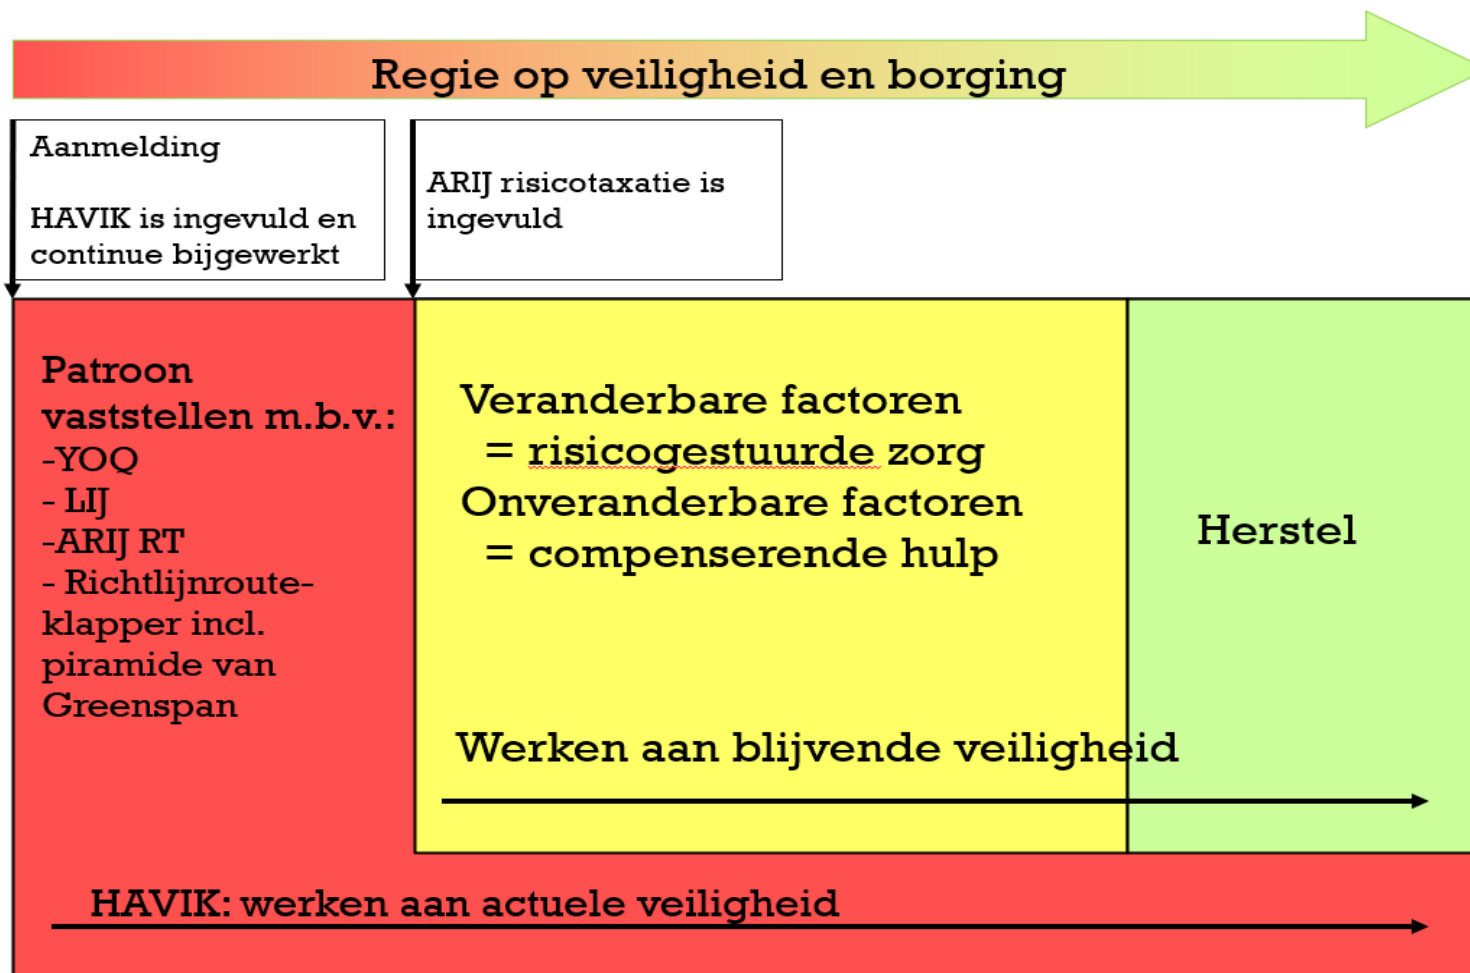 Regie op veiligheid en borging
Aanmelding
HAVIK is ingevuld en
continue bijgewerkt
ARIJ risicotaxatie is
ingevuld
Patroon
vaststellen m.b.v.:
-YOQ
- LIJ
-ARIJ RT
- Richtlijnroute-
klapper incl.
piramide van
Greenspan
Veranderbare factoren
= risicogestuurde zorg
Onveranderbare factoren
= compenserende hulp
Herstel
Werken aan blijvende veiligheid
HAVIK: werken aan actuele veiligheid